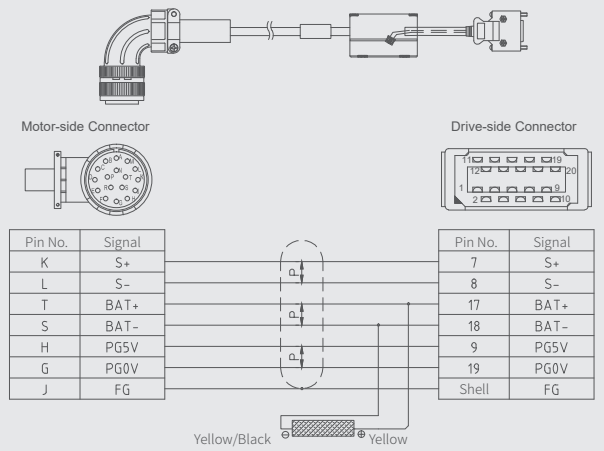 Motor-side Connector
Drive-side Connector
11 19
12 20
1 9
2 10
Pin No. Signal
K S+
L S-
T BAT+
S BAT-
H PG5V
G PG0V
J FG
P
P
P
Pin No. Signal
7 S+
8 S-
17 BAT+
18 BAT-
9 PG5V
19 PG0V
Shell FG
Yellow/Black ⊖ ⊕ Yellow